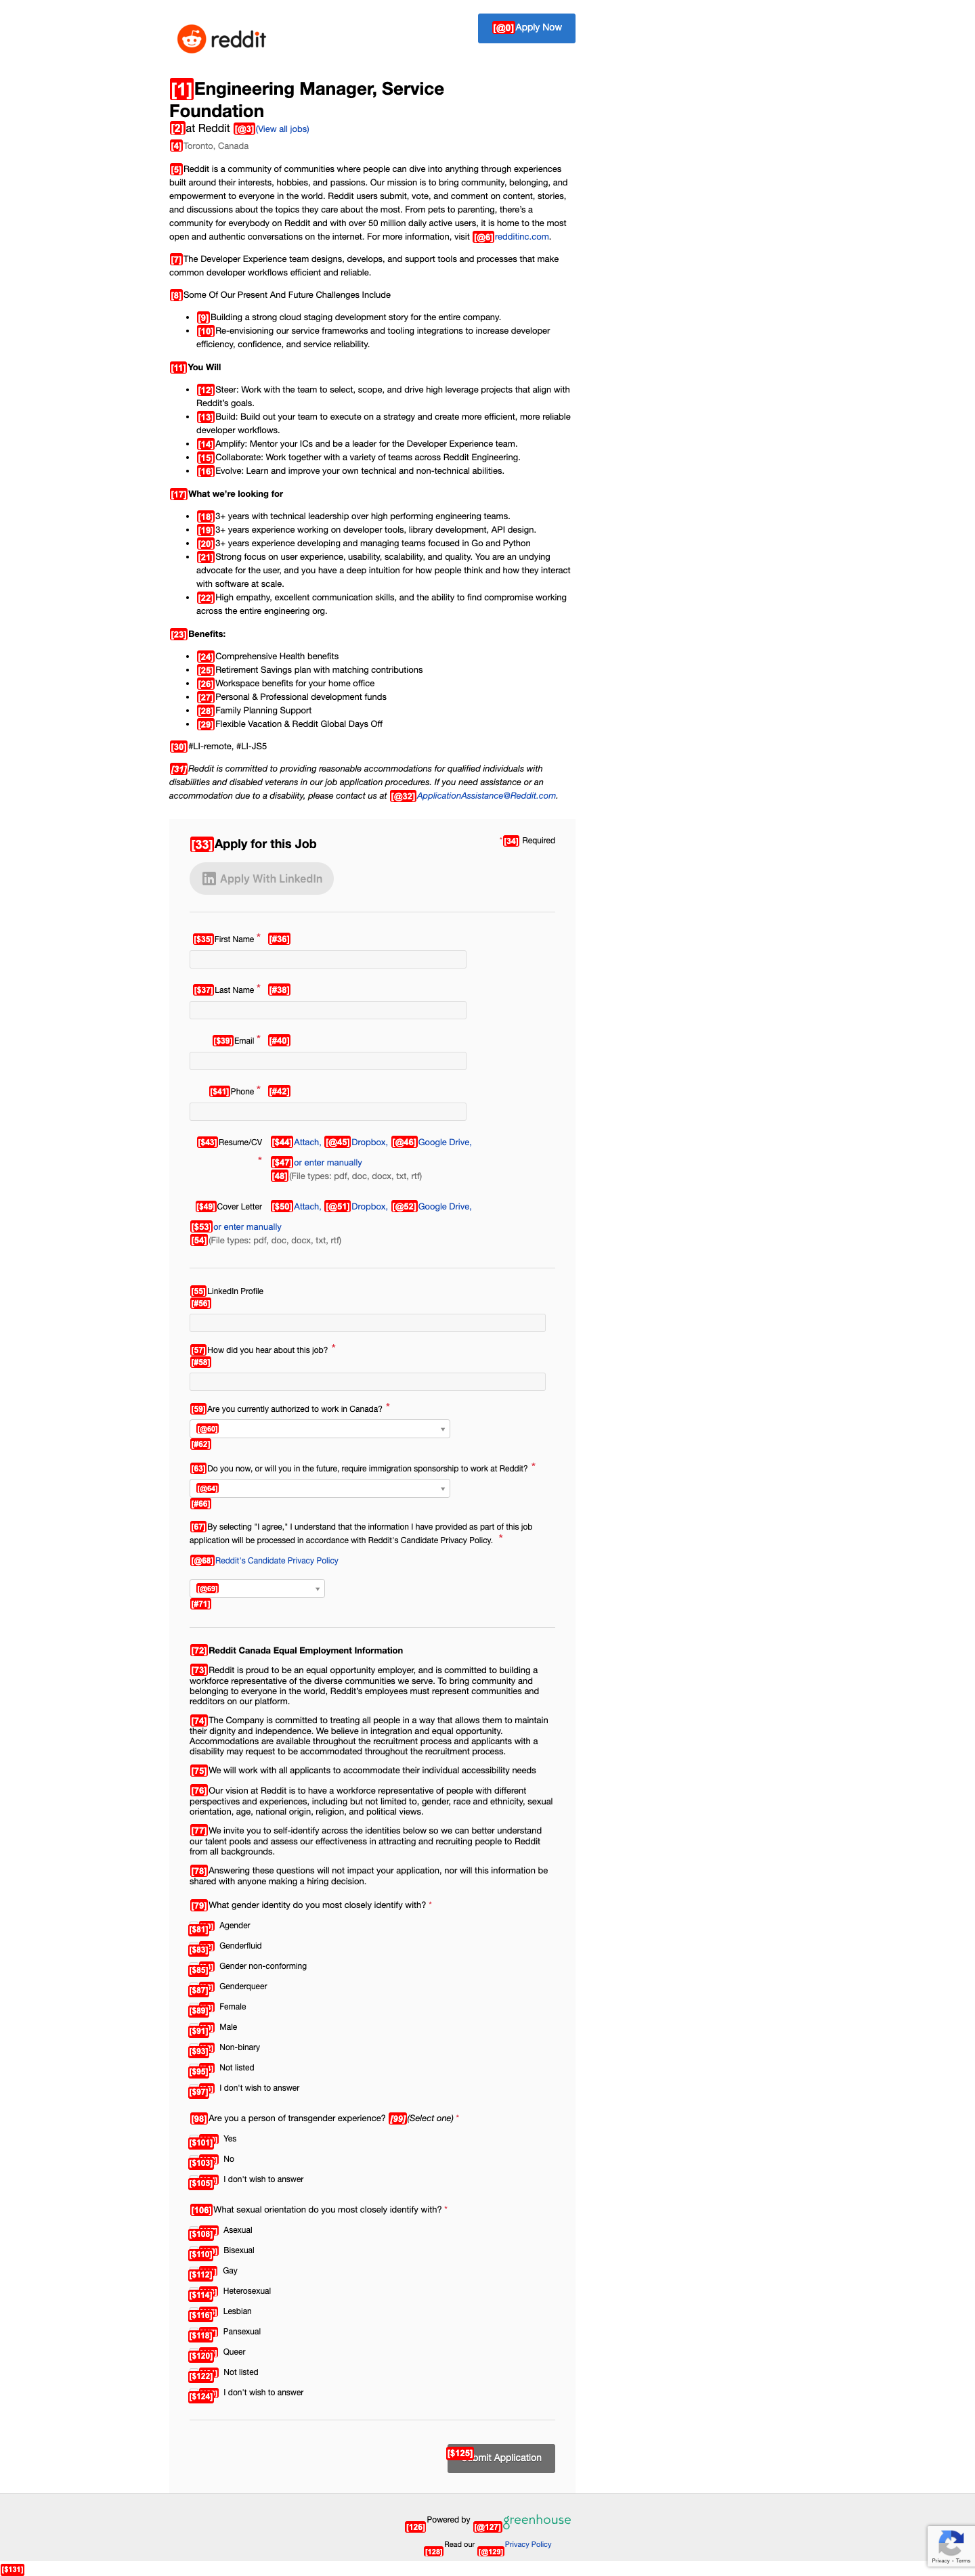 reddit
[@0] Apply Now
[1] Engineering Manager, Service
Foundation
[2] at Reddit [@3] (View all jobs)
[4] Toronto, Canada
[5] Reddit is a community of communities where people can dive into anything through experiences
built around their interests, hobbies, and passions. Our mission is to bring community, belonging, and
empowerment to everyone in the world. Reddit users submit, vote, and comment on content, stories,
and discussions about the topics they care about the most. From pets to parenting, there's a
community for everybody on Reddit and with over 50 million daily active users, it is home to the most
open and authentic conversations on the internet. For more information, visit [@6] redditinc.com.
[7] The Developer Experience team designs, develops, and support tools and processes that make
common developer workflows efficient and reliable.
[8] Some Of Our Present And Future Challenges Include
• [9] Building a strong cloud staging development story for the entire company.
• [10] Re-envisioning our service frameworks and tooling integrations to increase developer
efficiency, confidence, and service reliability.
[11] You Will
• [12] Steer: Work with the team to select, scope, and drive high leverage projects that align with
Reddit's goals.
• [13] Build: Build out your team to execute on a strategy and create more efficient, more reliable
developer workflows.
• [14] Amplify: Mentor your ICs and be a leader for the Developer Experience team.
• [15] Collaborate: Work together with a variety of teams across Reddit Engineering.
• [16] Evolve: Learn and improve your own technical and non-technical abilities.
[17] What we're looking for
• [18] 3+ years with technical leadership over high performing engineering teams.
• [19] 3+ years experience working on developer tools, library development, API design.
• [20] 3+ years experience developing and managing teams focused in Go and Python
• [21] Strong focus on user experience, usability, scalability, and quality. You are an undying
advocate for the user, and you have a deep intuition for how people think and how they interact
with software at scale.
• [22] High empathy, excellent communication skills, and the ability to find compromise working
across the entire engineering org.
[23] Benefits:
• [24] Comprehensive Health benefits
• [25] Retirement Savings plan with matching contributions
• [26] Workspace benefits for your home office
• [27] Personal & Professional development funds
• [28] Family Planning Support
• [29] Flexible Vacation & Reddit Global Days Off
[30] #LI-remote, #LI-JS5
[31] Reddit is committed to providing reasonable accommodations for qualified individuals with
disabilities and disabled veterans in our job application procedures. If you need assistance or an
accommodation due to a disability, please contact us at [@32] ApplicationAssistance@Reddit.com.
[33] Apply for this Job
* [34] Required
in Apply With LinkedIn
[$35] First Name * [#36]
[$37] Last Name * [#38]
[$39] Email * [#40]
[$41] Phone * [#42]
[$43] Resume/CV [$44] Attach, [@45] Dropbox, [@46] Google Drive,
* [$47] or enter manually
[48] (File types: pdf, doc, docx, txt, rtf)
[$49] Cover Letter [$50] Attach, [@51] Dropbox, [@52] Google Drive,
[$53] or enter manually
[54] (File types: pdf, doc, docx, txt, rtf)
[55] LinkedIn Profile
[#56]
[57] How did you hear about this job? *
[#58]
[59] Are you currently authorized to work in Canada? *
[@60]
[#62]
[63] Do you now, or will you in the future, require immigration sponsorship to work at Reddit? *
[@64]
[#66]
[67] By selecting "I agree," I understand that the information I have provided as part of this job
application will be processed in accordance with Reddit's Candidate Privacy Policy. *
[@68] Reddit's Candidate Privacy Policy
[@69]
[#71]
[72] Reddit Canada Equal Employment Information
[73] Reddit is proud to be an equal opportunity employer, and is committed to building a
workforce representative of the diverse communities we serve. To bring community and
belonging to everyone in the world, Reddit's employees must represent communities and
redditors on our platform.
[74] The Company is committed to treating all people in a way that allows them to maintain
their dignity and independence. We believe in integration and equal opportunity.
Accommodations are available throughout the recruitment process and applicants with a
disability may request to be accommodated throughout the recruitment process.
[75] We will work with all applicants to accommodate their individual accessibility needs
[76] Our vision at Reddit is to have a workforce representative of people with different
perspectives and experiences, including but not limited to, gender, race and ethnicity, sexual
orientation, age, national origin, religion, and political views.
[77] We invite you to self-identify across the identities below so we can better understand
our talent pools and assess our effectiveness in attracting and recruiting people to Reddit
from all backgrounds.
[78] Answering these questions will not impact your application, nor will this information be
shared with anyone making a hiring decision.
[79] What gender identity do you most closely identify with? *
[$81] Agender
[$83] Genderfluid
[$85] Gender non-conforming
[$87] Genderqueer
[$89] Female
[$91] Male
[$93] Non-binary
[$95] Not listed
[$97] I don't wish to answer
[98] Are you a person of transgender experience? [99] (Select one) *
[$101] Yes
[$103] No
[$105] I don't wish to answer
[106] What sexual orientation do you most closely identify with? *
[$108] Asexual
[$110] Bisexual
[$112] Gay
[$114] Heterosexual
[$116] Lesbian
[$118] Pansexual
[$120] Queer
[$122] Not listed
[$124] I don't wish to answer
[$125] Submit Application
[126] Powered by [@127] greenhouse
[128] Read our [@129] Privacy Policy
Privacy - Terms
[$131]